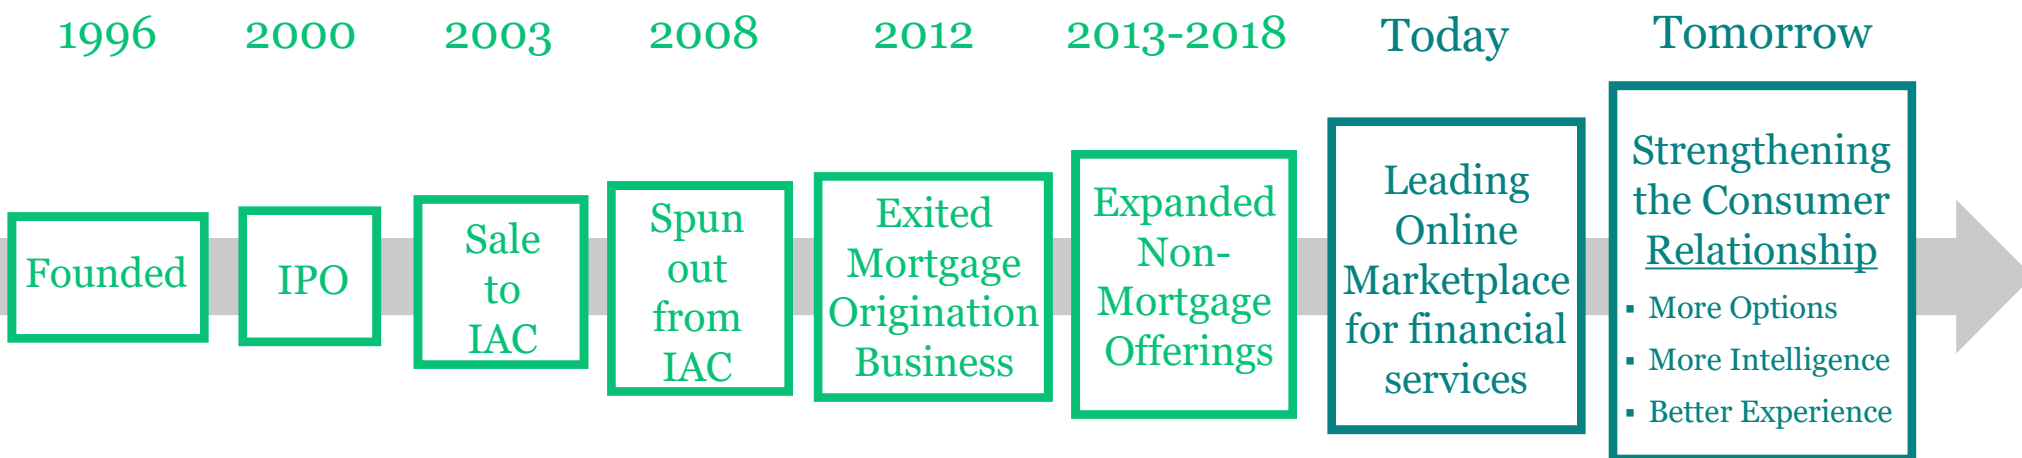 1996
2000
2003
2008
2012
2013-2018
Today
Tomorrow
Founded
IPO
Sale
to
IAC
Spun
out
from
IAC
Exited
Mortgage
Origination
Business
Expanded
Non-
Mortgage
Offerings
Leading
Online
Marketplace
for financial
services
Strengthening
the Consumer
Relationship
▪ More Options
▪ More Intelligence
▪ Better Experience